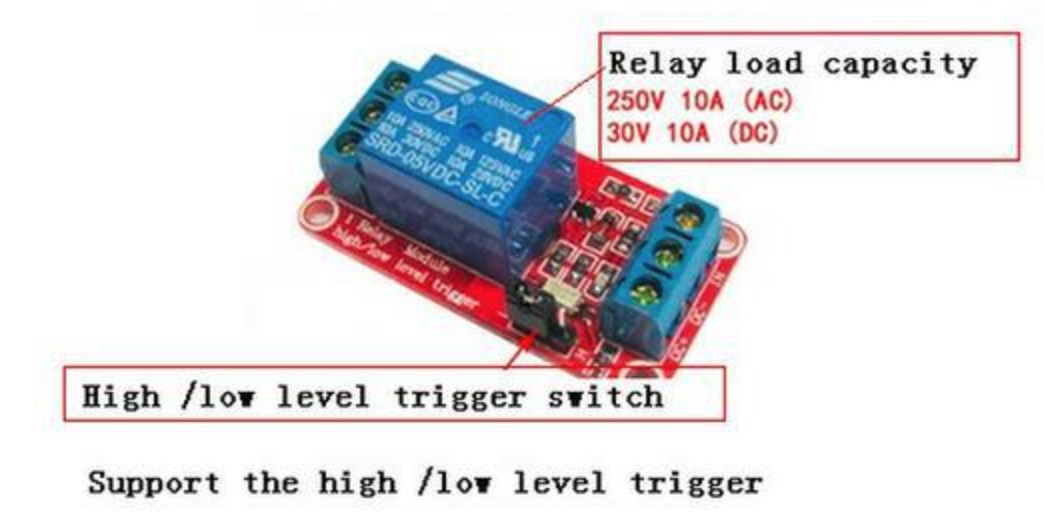 Relay load capacity
250V 10A (AC)
30V 10A (DC)
SONGLE
CQC
10A 250VAC 10A 125VAC
10A 30VDC 10A 28VDC
SRD-05VDC-SL-C
1 Relay Module
high/low level trigger
IN
DC-
DC+
High /low level trigger switch
Support the high /low level trigger